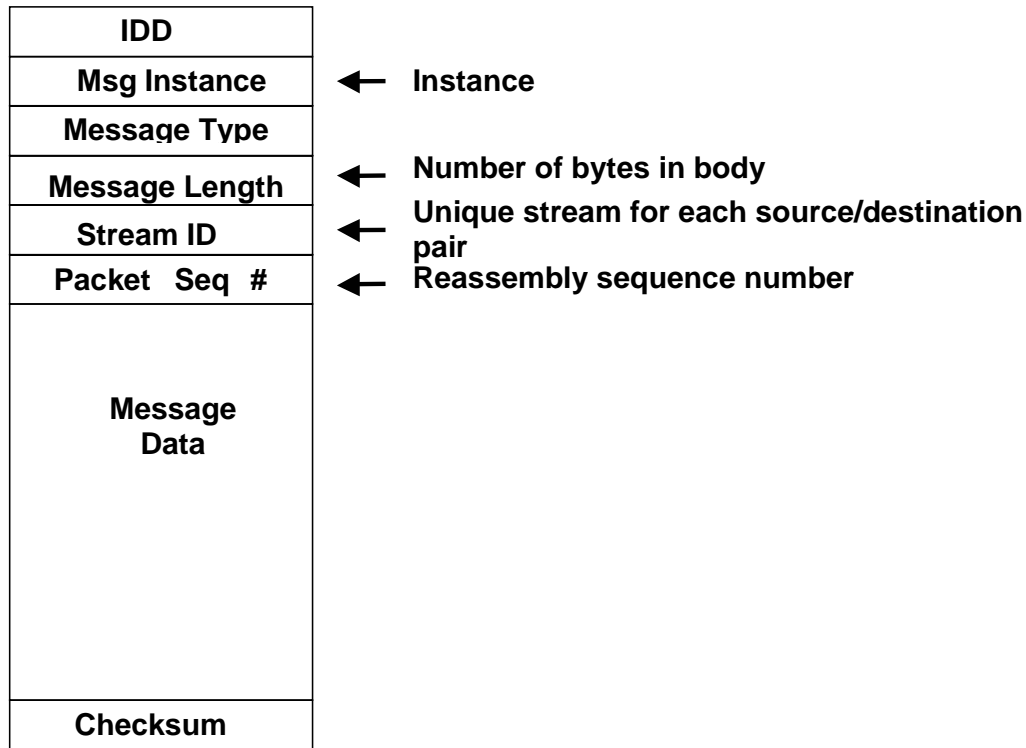 IDD
Msg Instance
Instance
Message Type
Message Length
Number of bytes in body
Stream ID
Unique stream for each source/destination
pair
Packet Seq #
Reassembly sequence number
Message
Data
Checksum